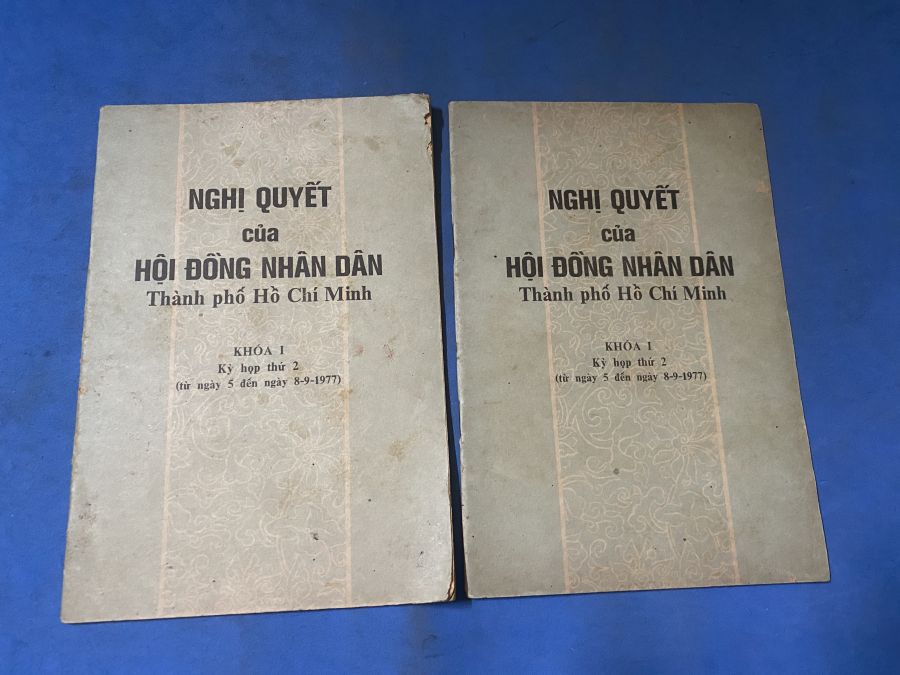 NGHỊ QUYẾT
của
HỘI ĐỒNG NHÂN DÂN
Thành phố Hồ Chí Minh
KHÓA I
Kỳ họp thứ 2
(từ ngày 5 đến ngày 8-9-1977)
NGHỊ QUYẾT
của
HỘI ĐỒNG NHÂN DÂN
Thành phố Hồ Chí Minh
KHÓA I
Kỳ họp thứ 2
(từ ngày 5 đến ngày 8-9-1977)